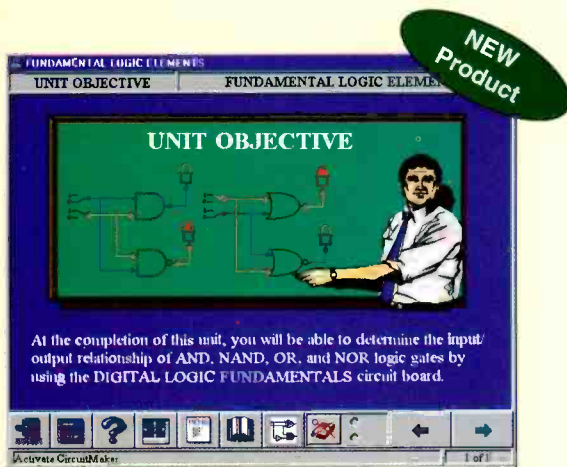 NEW
Product
FUNDAMENTAL LOGIC ELEMENTS
UNIT OBJECTIVE
FUNDAMENTAL LOGIC ELEME
UNIT OBJECTIVE
At the completion of this unit, you will be able to determine the input/
output relationship of AND, NAND, OR, and NOR logic gates by
using the DIGITAL LOGIC FUNDAMENTALS circuit board.
Activate CircuitMaker
1 of 1